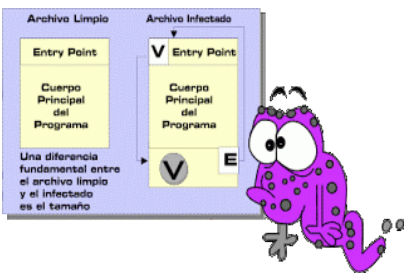 Archivo Limpio
Entry Point
Cuerpo
Principal
del
Programa
Una diferencia
fundamental entre
el archivo limpio
y el infectado
es el tamaño
Archivo Infectado
V Entry Point
Cuerpo
Principal
del
Programa
V
E